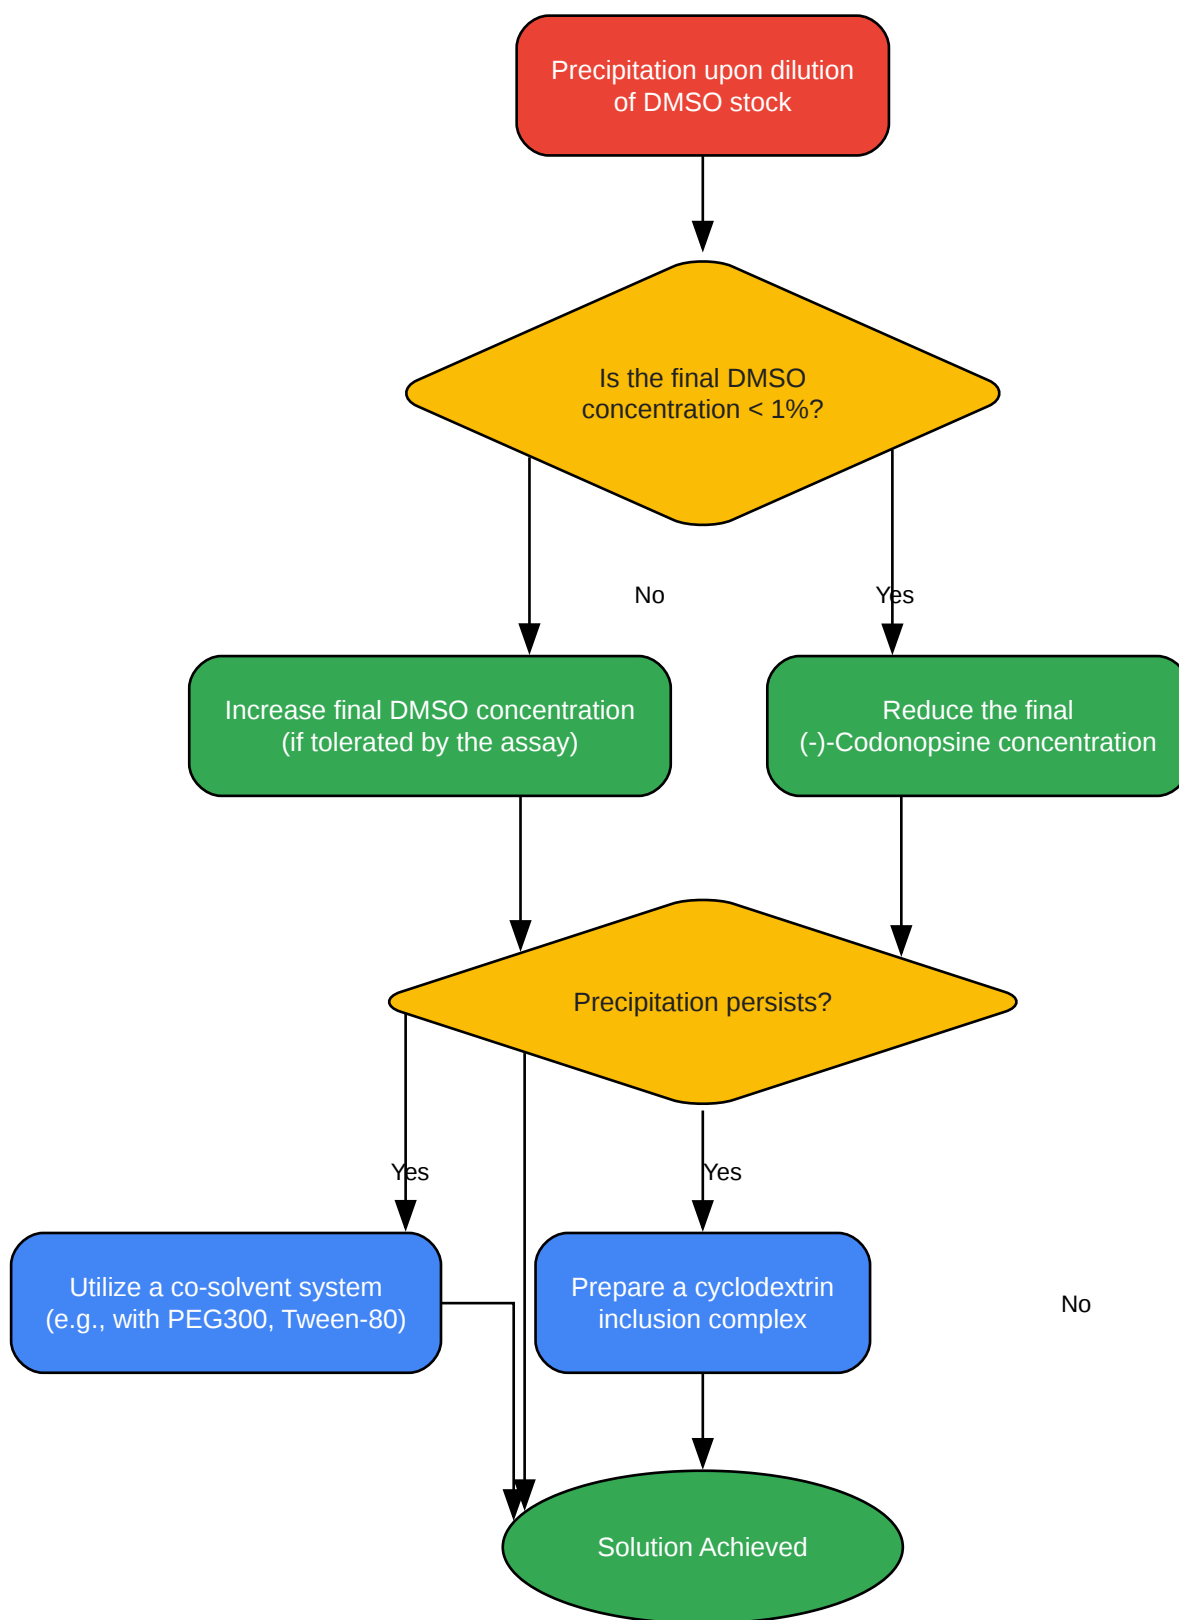 Precipitation upon dilution
of DMSO stock
Is the final DMSO
concentration < 1%?
No
Yes
Increase final DMSO concentration
(if tolerated by the assay)
Reduce the final
(-)-Codonopsine concentration
Precipitation persists?
Yes
Yes
Utilize a co-solvent system
(e.g., with PEG300, Tween-80)
Prepare a cyclodextrin
inclusion complex
No
Solution Achieved